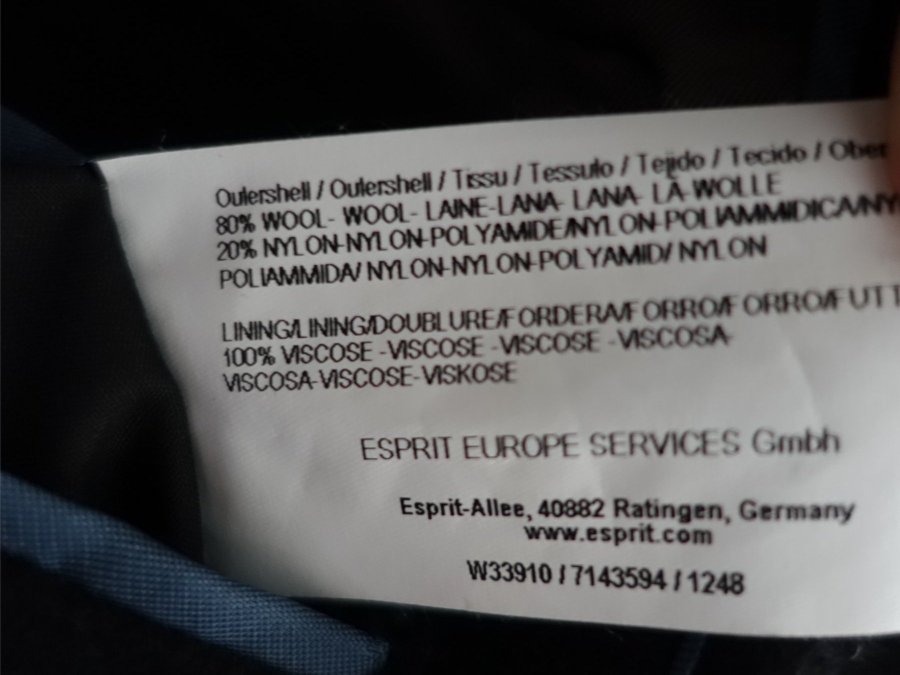 Outershell / Outershell / Tissu / Tessuto / Tejido / Tecido / Ober
80% WOOL- WOOL- LAINE-LANA- LANA- LÃ-WOLLE
20% NYLON-NYLON-POLYAMIDE/NYLON-POLIAMMIDICA/NY
POLIAMMIDA/ NYLON-NYLON-POLYAMID/ NYLON
LINING/LINING/DOUBLURE/FORDERA/FORRO/FORRO/FUTT
100% VISCOSE -VISCOSE -VISCOSE -VISCOSA-
VISCOSA-VISCOSE-VISKOSE
ESPRIT EUROPE SERVICES Gmbh
Esprit-Allee, 40882 Ratingen, Germany
www.esprit.com
W33910 / 7143594 / 1248